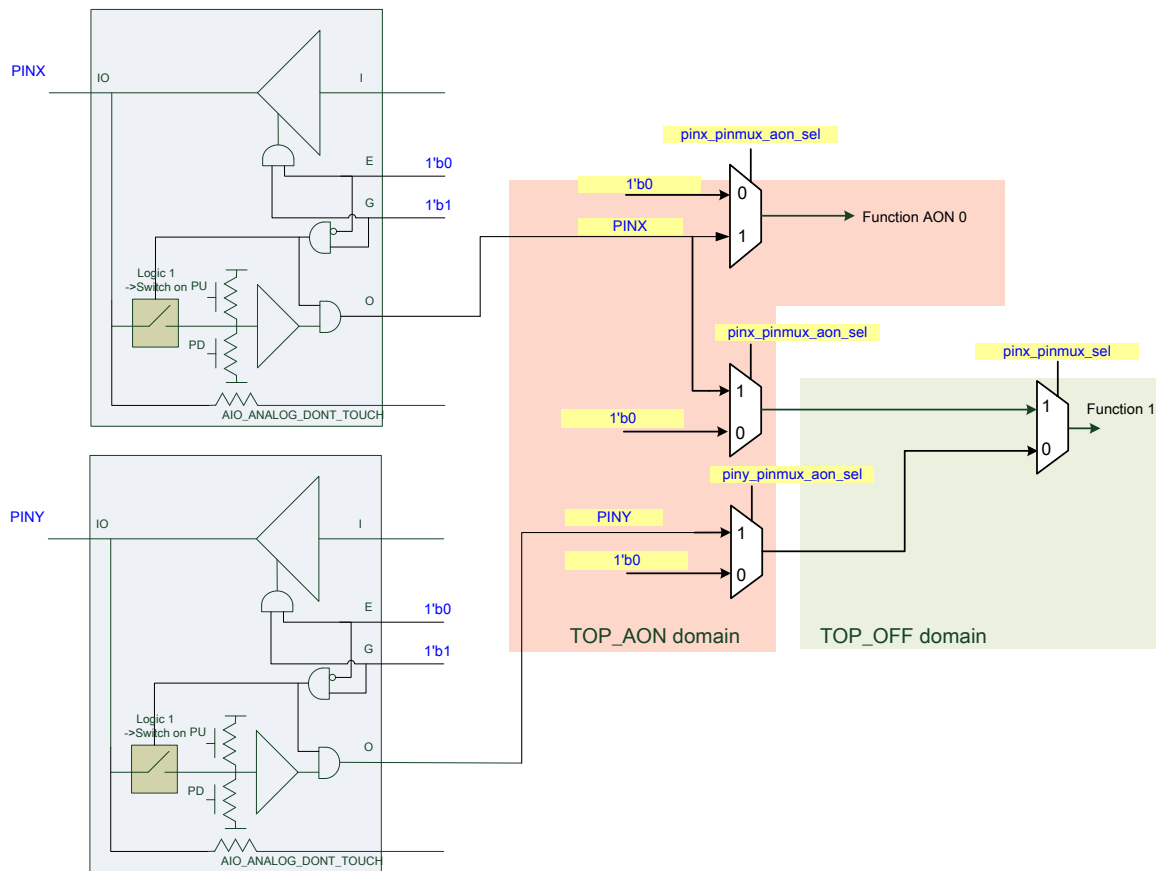 PINX
IO
I
E
1'b0
G
1'b1
Logic 1
->Switch on
PU
PD
O
AIO_ANALOG_DONT_TOUCH
pinx_pinmux_aon_sel
1'b0
0
PINX
1
Function AON 0
pinx_pinmux_aon_sel
1
1'b0
0
pinx_pinmux_sel
1
Function 1
0
piny_pinmux_aon_sel
PINY
1
1'b0
0
TOP_AON domain
TOP_OFF domain
PINY
IO
I
E
1'b0
G
1'b1
Logic 1
->Switch on
PU
PD
O
AIO_ANALOG_DONT_TOUCH